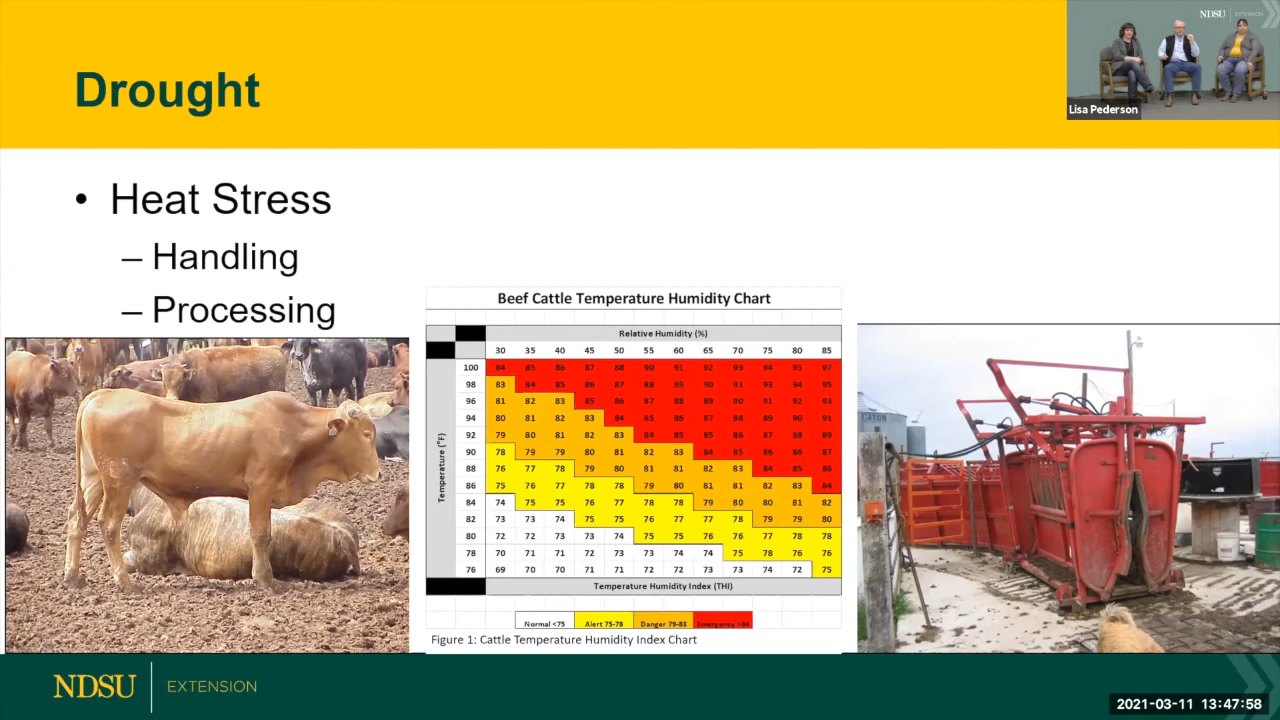 Drought
NDSU EXTENSION
Lisa Pederson
• Heat Stress
– Handling
– Processing
Beef Cattle Temperature Humidity Chart
Relative Humidity (%)
30 35 40 45 50 55 60 65 70 75 80 85
Temperature (°F)
100 84 85 86 87 88 90 91 92 93 94 95 97
98 83 84 85 86 87 88 89 90 91 93 94 95
96 81 82 83 85 86 87 88 89 90 91 92 93
94 80 81 82 83 84 85 86 87 88 89 90 91
92 79 80 81 82 83 84 85 85 86 87 88 89
90 78 79 79 80 81 82 83 84 85 86 86 87
88 76 77 78 79 80 81 81 82 83 84 85 86
86 75 76 77 78 78 79 80 81 81 82 83 84
84 74 75 75 76 77 78 78 79 80 80 81 82
82 73 73 74 75 75 76 77 77 78 79 79 80
80 72 72 73 73 74 75 75 76 76 77 78 78
78 70 71 71 72 73 73 74 74 75 78 76 76
76 69 70 70 71 71 72 72 73 73 74 72 75
Temperature Humidity Index (THI)
Normal <75 Alert 75-78 Danger 79-83 Emergency >84
Figure 1: Cattle Temperature Humidity Index Chart
NDSU EXTENSION
2021-03-11 13:47:58